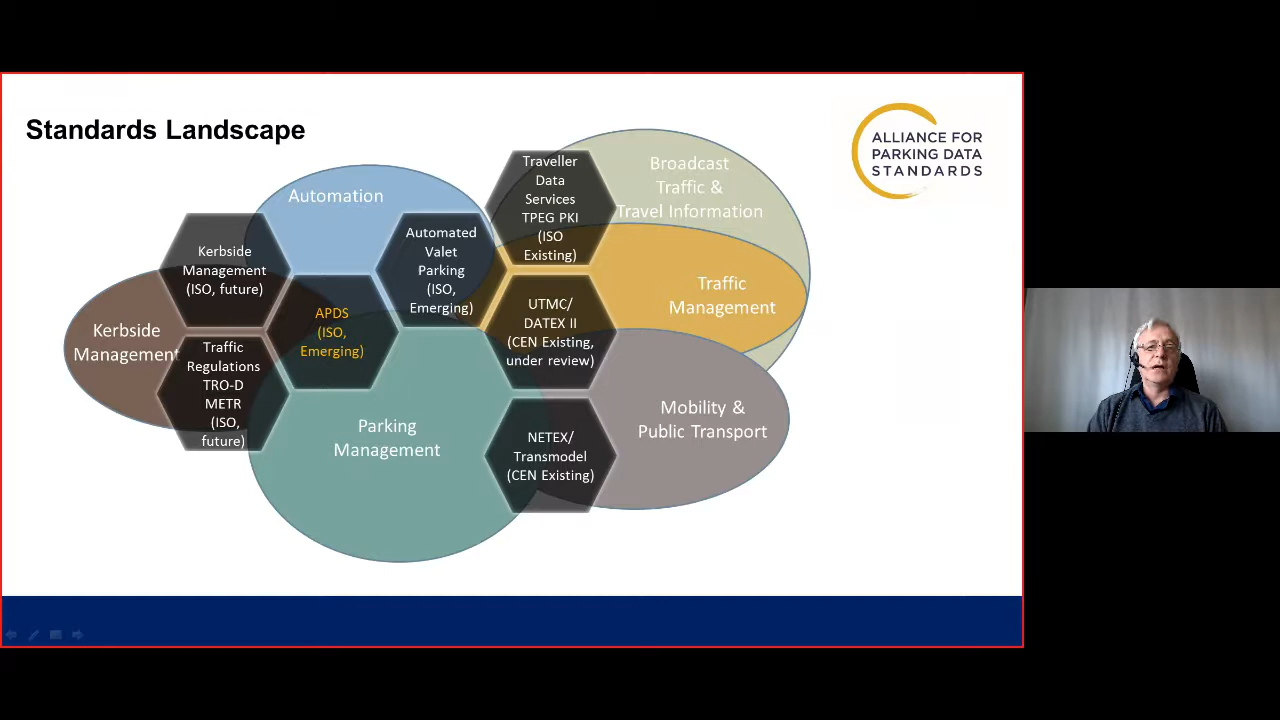 Standards Landscape
ALLIANCE FOR
PARKING DATA
STANDARDS
Automation
Broadcast
Traffic &
Travel Information
Traveller
Data
Services
TPEG PKI
(ISO
Existing)
Kerbside
Management
(ISO, future)
Automated
Valet
Parking
(ISO,
Emerging)
Traffic
Management
Kerbside
Management
APDS
(ISO,
Emerging)
UTMC/
DATEX II
(CEN Existing,
under review)
Traffic
Regulations
TRO-D
METR
(ISO,
future)
Parking
Management
Mobility &
Public Transport
NETEX/
Transmodel
(CEN Existing)